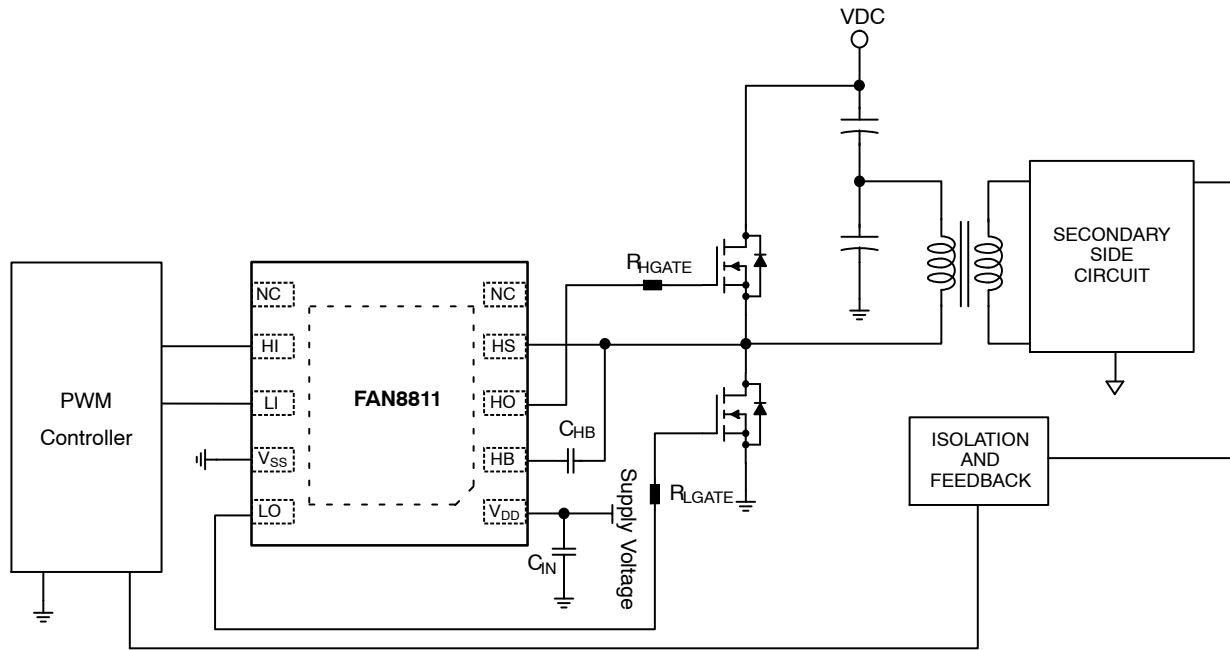 VDC
SECONDARY
SIDE
CIRCUIT
RHGATE
NC
NC
HI
HS
PWM
Controller
LI
FAN8811
HO
CHB
VSS
HB
LO
VDD
CIN
Supply Voltage
RLGATE
ISOLATION
AND
FEEDBACK